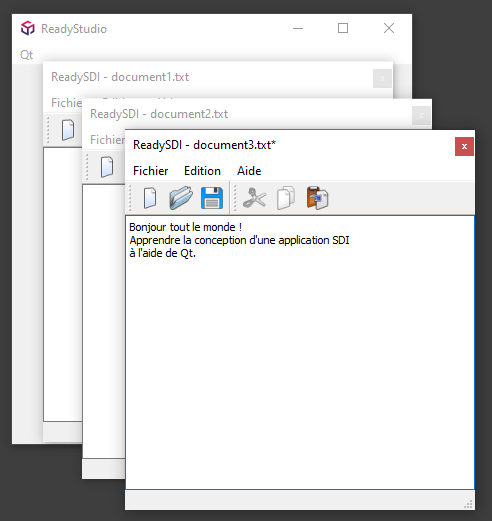 ReadyStudio
Qt
ReadySDI - document1.txt
Fichier
ReadySDI - document2.txt
Fichier
ReadySDI - document3.txt*
x
Fichier Edition Aide
Bonjour tout le monde !
Apprendre la conception d'une application SDI
à l'aide de Qt.